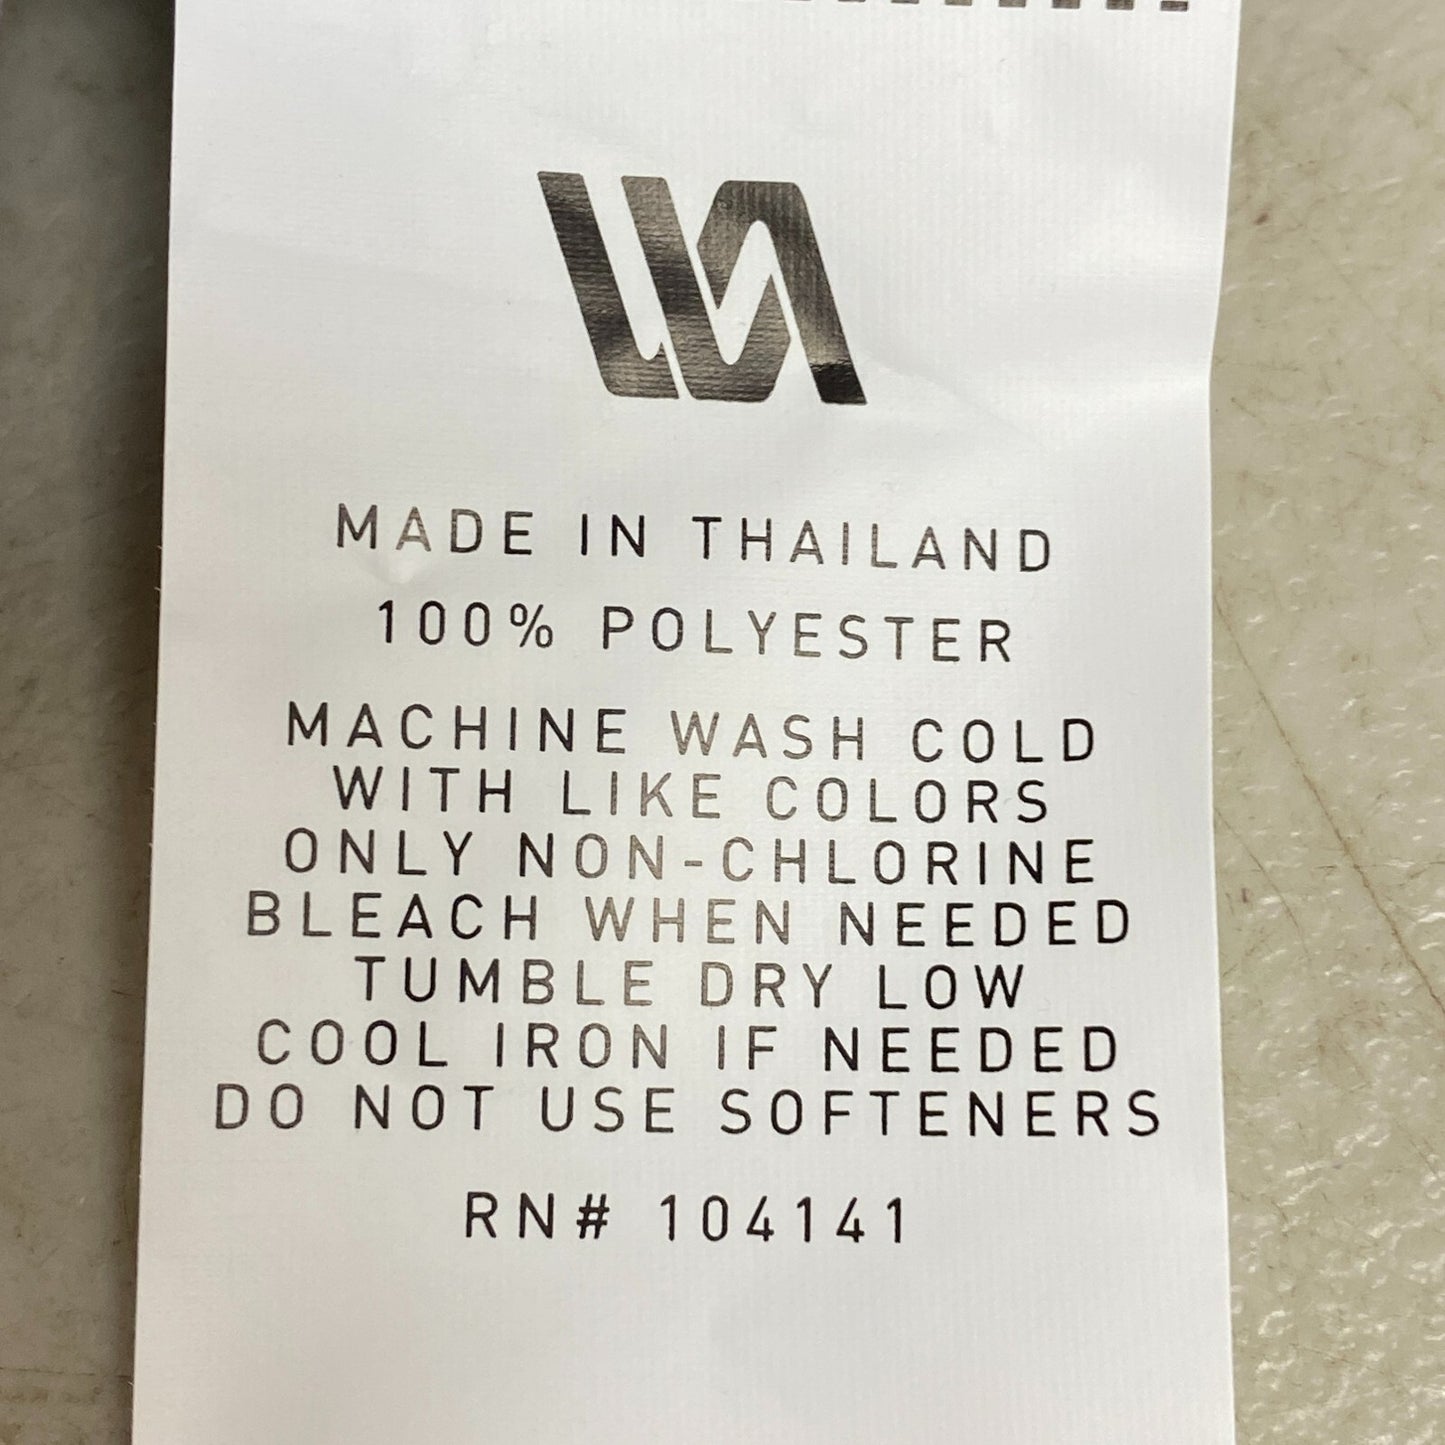 MADE IN THAILAND
100% POLYESTER
MACHINE WASH COLD
WITH LIKE COLORS
ONLY NON-CHLORINE
BLEACH WHEN NEEDED
TUMBLE DRY LOW
COOL IRON IF NEEDED
DO NOT USE SOFTENERS
RN# 104141